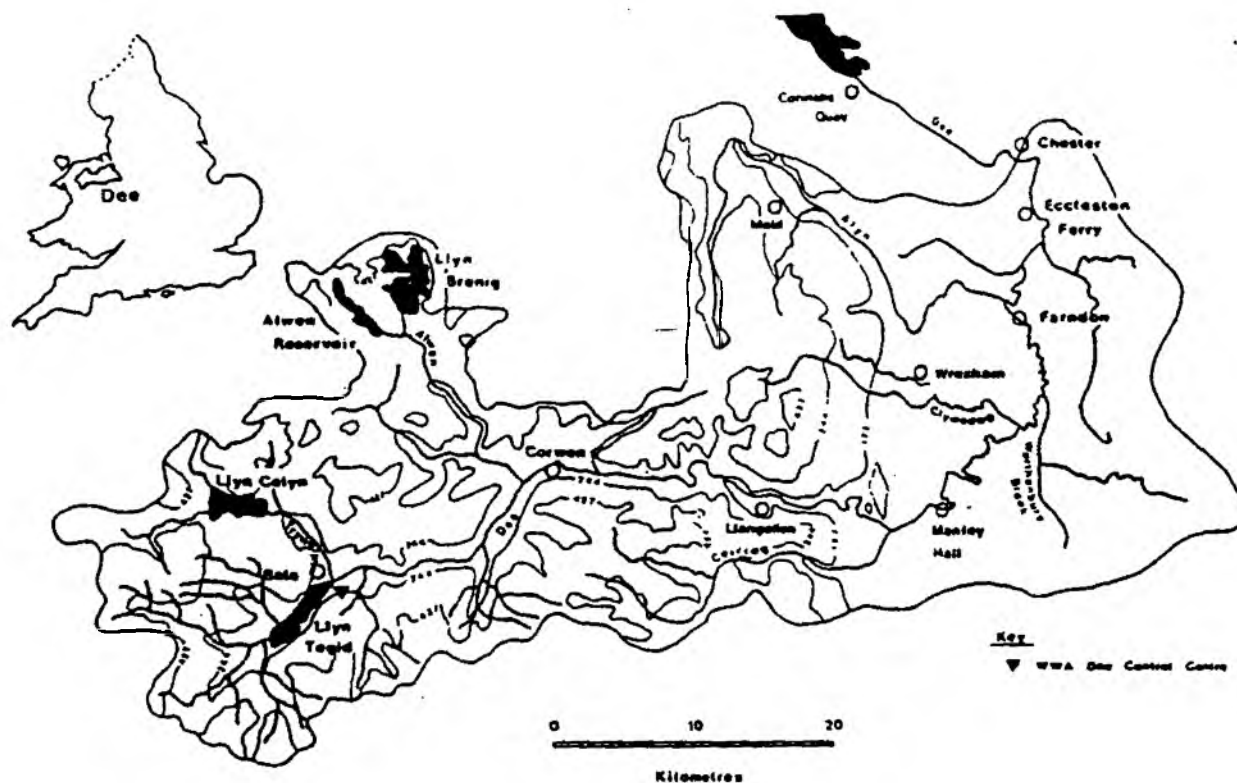 Dee
Llyn
Brenig
Alwen
Reservoir
Alwen
Llyn Celyn
Bala
Llyn
Tegid
Corwen
Dee
Llangollen
Ceiriog
Mold
Alyn
Connahs
Quay
Dee
Chester
Eccleston
Ferry
Farndon
Wrexham
Clywedog
Worthenbury
Brook
Manley
Hall
Key
WWA Dee Control Centre
0 10 20
Kilometres